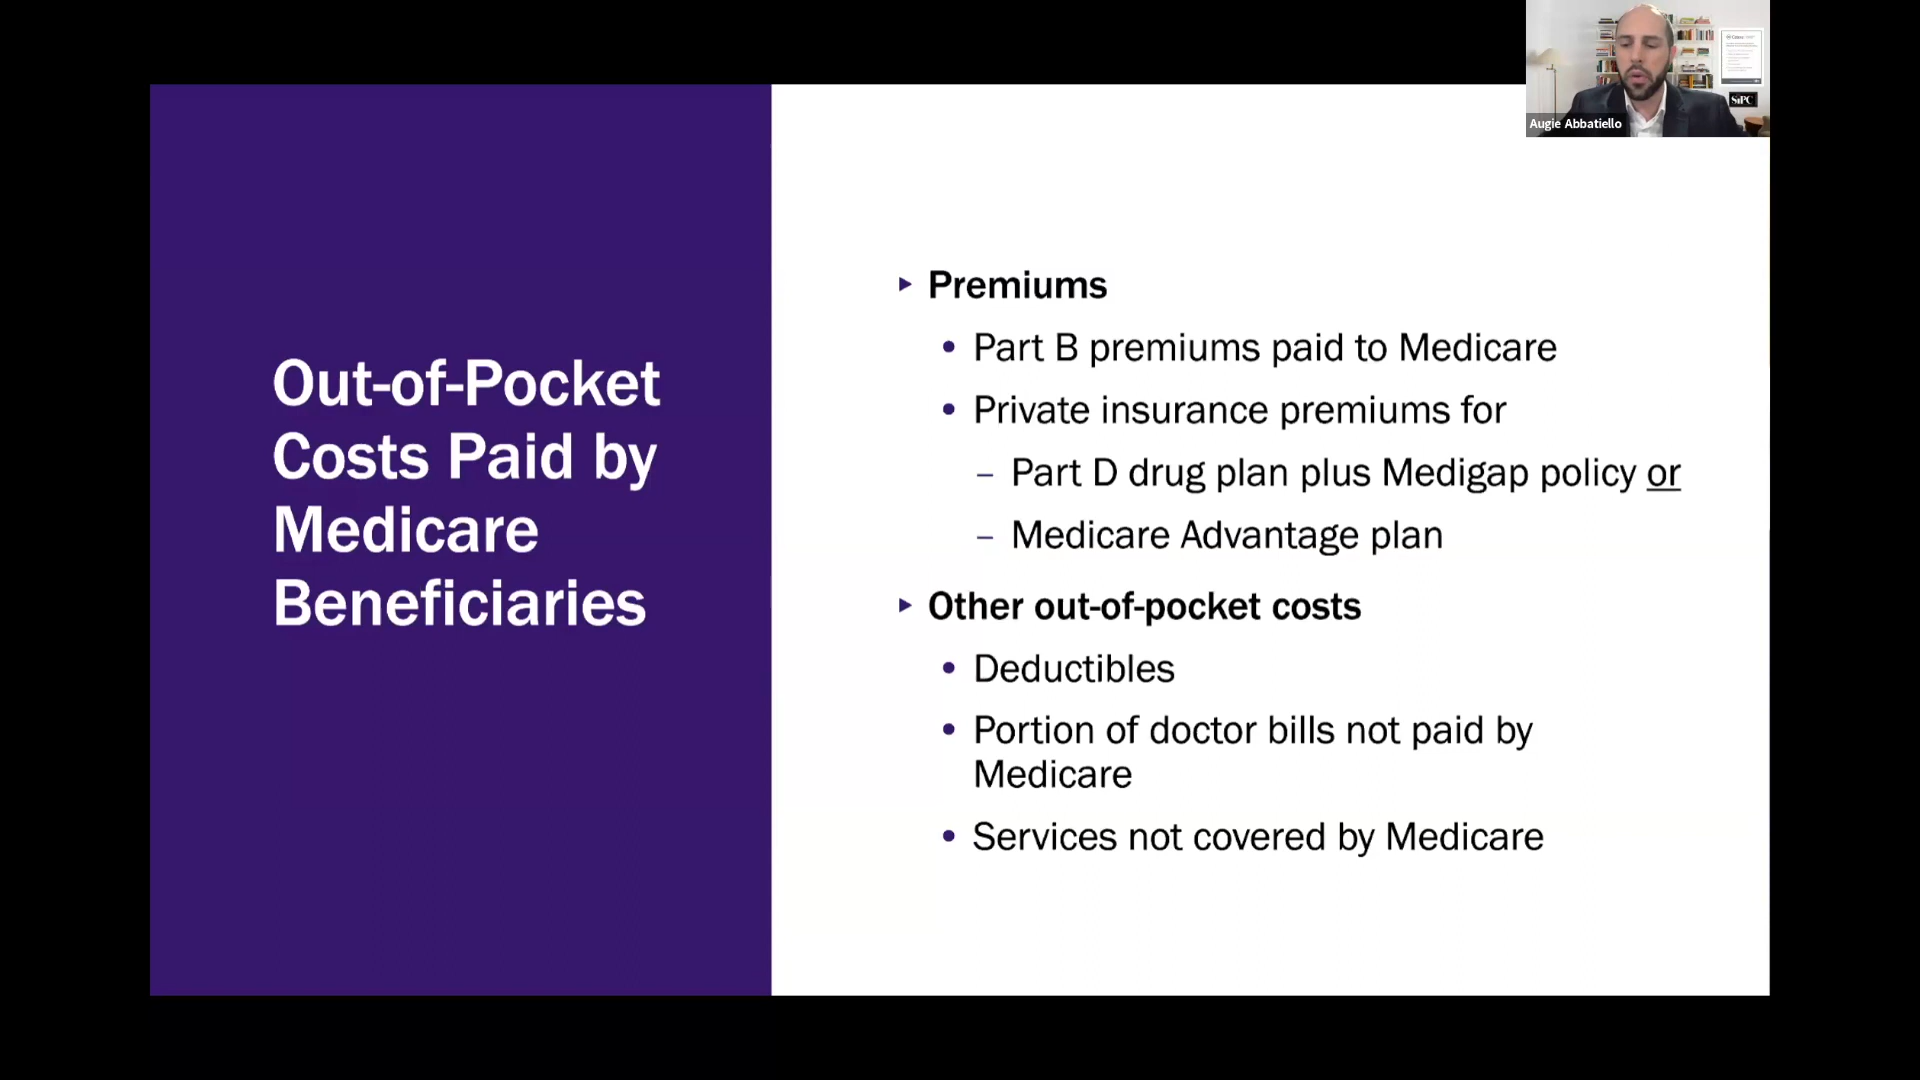 Out-of-Pocket
Costs Paid by
Medicare
Beneficiaries
▸ Premiums
• Part B premiums paid to Medicare
• Private insurance premiums for
– Part D drug plan plus Medigap policy or
– Medicare Advantage plan
▸ Other out-of-pocket costs
• Deductibles
• Portion of doctor bills not paid by
Medicare
• Services not covered by Medicare
SIPC
Augie Abbatiello